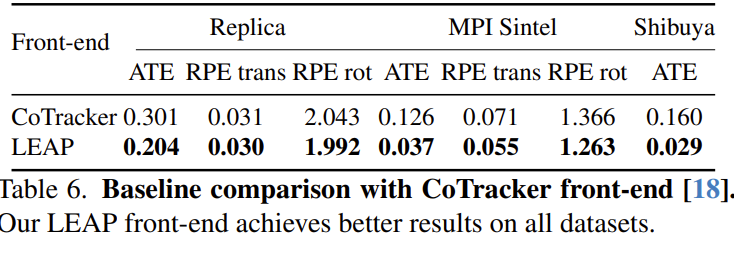 Front-end Replica MPI Sintel Shibuya
ATE RPE trans RPE rot ATE RPE trans RPE rot ATE
CoTracker 0.301 0.031 2.043 0.126 0.071 1.366 0.160
LEAP 0.204 0.030 1.992 0.037 0.055 1.263 0.029
Table 6. Baseline comparison with CoTracker front-end [18].
Our LEAP front-end achieves better results on all datasets.